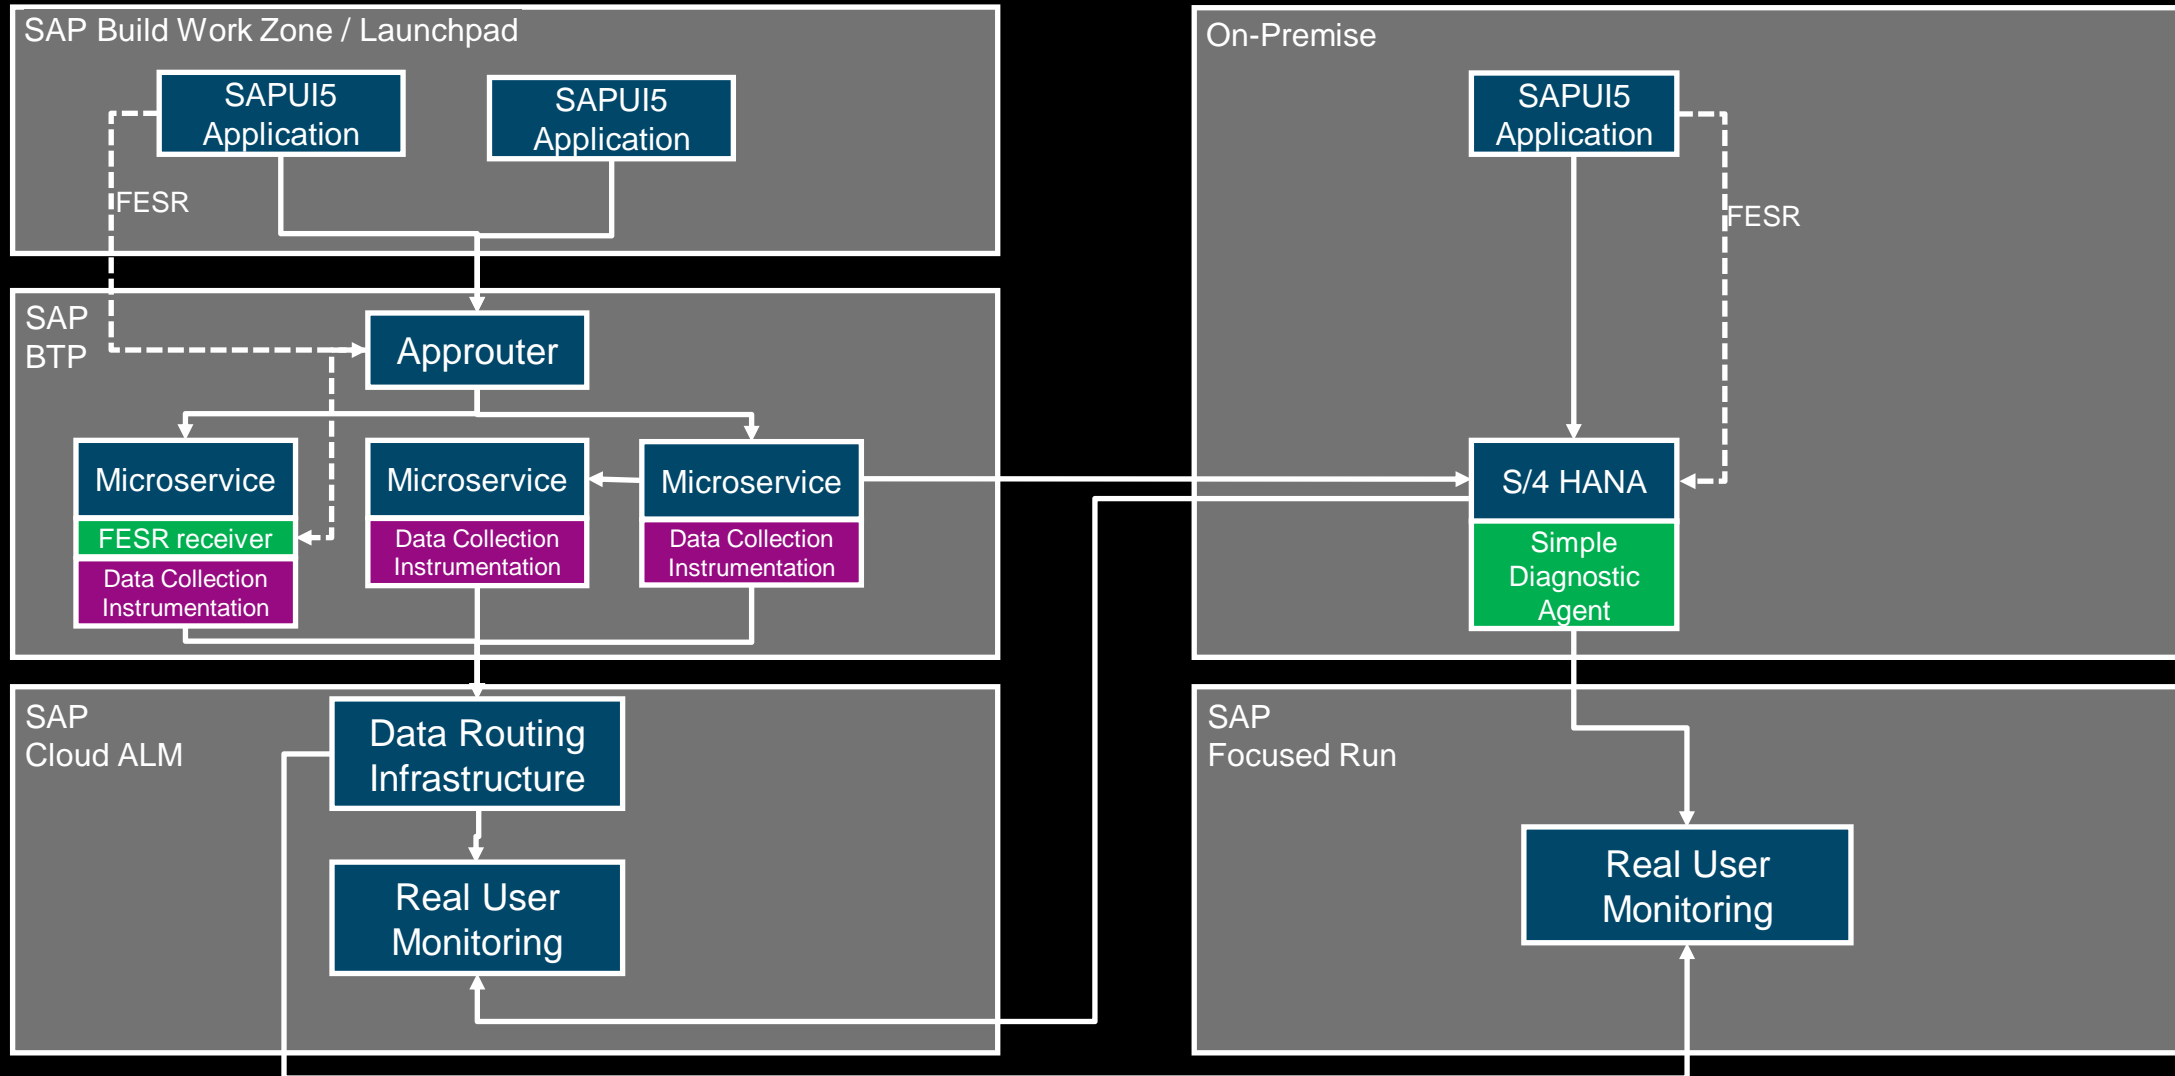 SAP Build Work Zone / Launchpad
SAPUI5
Application
SAPUI5
Application
FESR
SAP
BTP
Approuter
Microservice
FESR receiver
Data Collection
Instrumentation
Microservice
Data Collection
Instrumentation
Microservice
Data Collection
Instrumentation
SAP
Cloud ALM
Data Routing
Infrastructure
Real User
Monitoring
On-Premise
SAPUI5
Application
FESR
S/4 HANA
Simple
Diagnostic
Agent
SAP
Focused Run
Real User
Monitoring